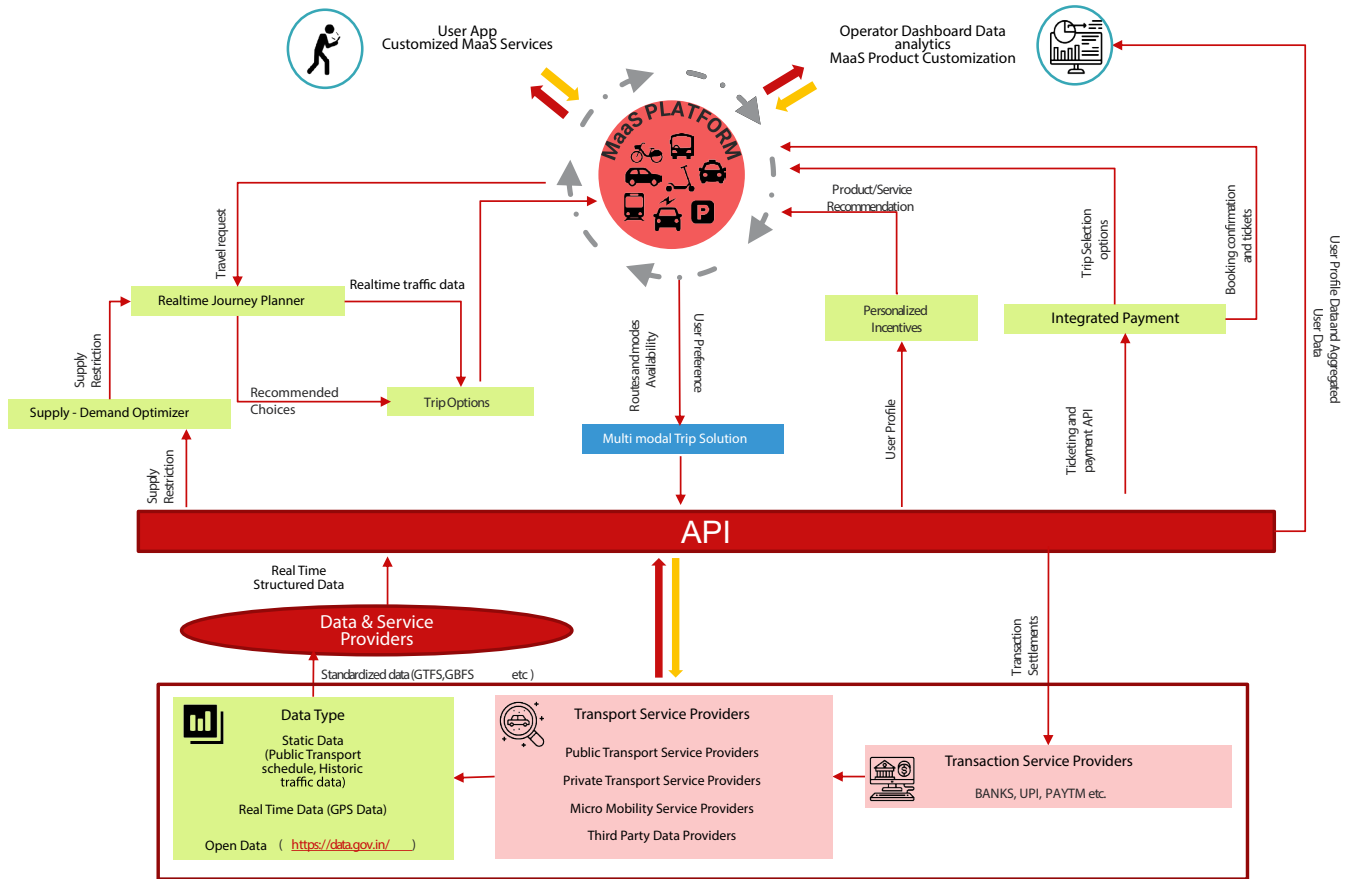 User App
Customized MaaS Services
Operator Dashboard Data
analytics
MaaS Product Customization
MaaS PLATFORM
P
Product/Service
Recommendation
Travel request
Trip Selection
options
Booking confirmation
and tickets
User Profile Dataand Aggregated
User Data
Realtime Journey Planner
Realtime traffic data
Personalized
Incentives
Integrated Payment
Supply
Restriction
Routes and modes
Availability
User Preference
Recommended
Choices
Trip Options
Supply - Demand Optimizer
Multi modal Trip Solution
User Profile
Ticketing and
payment API
Supply
Restriction
API
Real Time
Structured Data
Data & Service
Providers
Transaction
Settlements
Standardized data (GTFS,GBFS etc )
Data Type
Static Data
(Public Transport
schedule, Historic
traffic data)
Real Time Data (GPS Data)
Open Data ( https://data.gov.in/ )
Transport Service Providers
Public Transport Service Providers
Private Transport Service Providers
Micro Mobility Service Providers
Third Party Data Providers
Transaction Service Providers
BANKS, UPI, PAYTM etc.